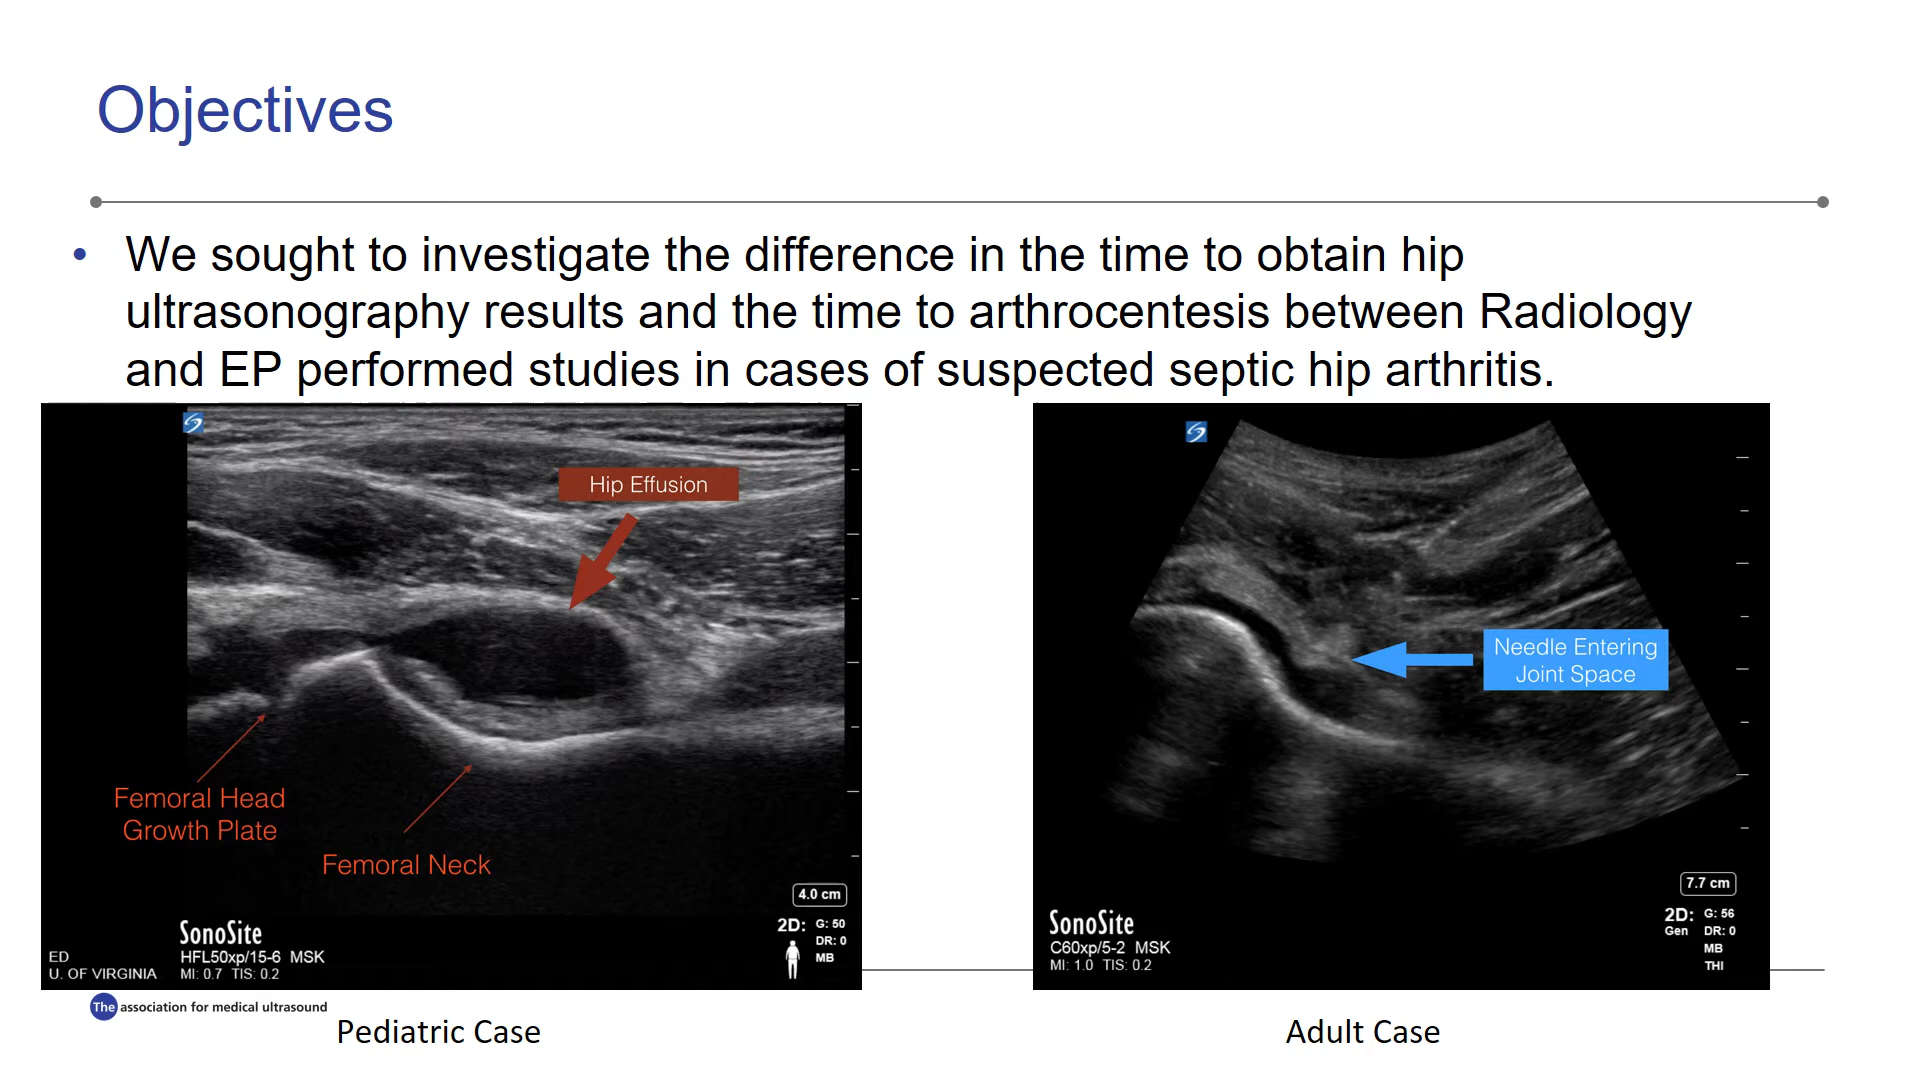 Objectives
• We sought to investigate the difference in the time to obtain hip
ultrasonography results and the time to arthrocentesis between Radiology
and EP performed studies in cases of suspected septic hip arthritis.
Hip Effusion
Femoral Head
Growth Plate
Femoral Neck
4.0 cm
2D: G: 50
DR: 0
MB
SonoSite
HFL50xp/15-6 MSK
MI: 0.7 TIS: 0.2
ED
U. OF VIRGINIA
Needle Entering
Joint Space
7.7 cm
2D: G: 56
Gen DR: 0
MB
THI
SonoSite
C60xp/5-2 MSK
MI: 1.0 TIS: 0.2
The association for medical ultrasound
Pediatric Case
Adult Case